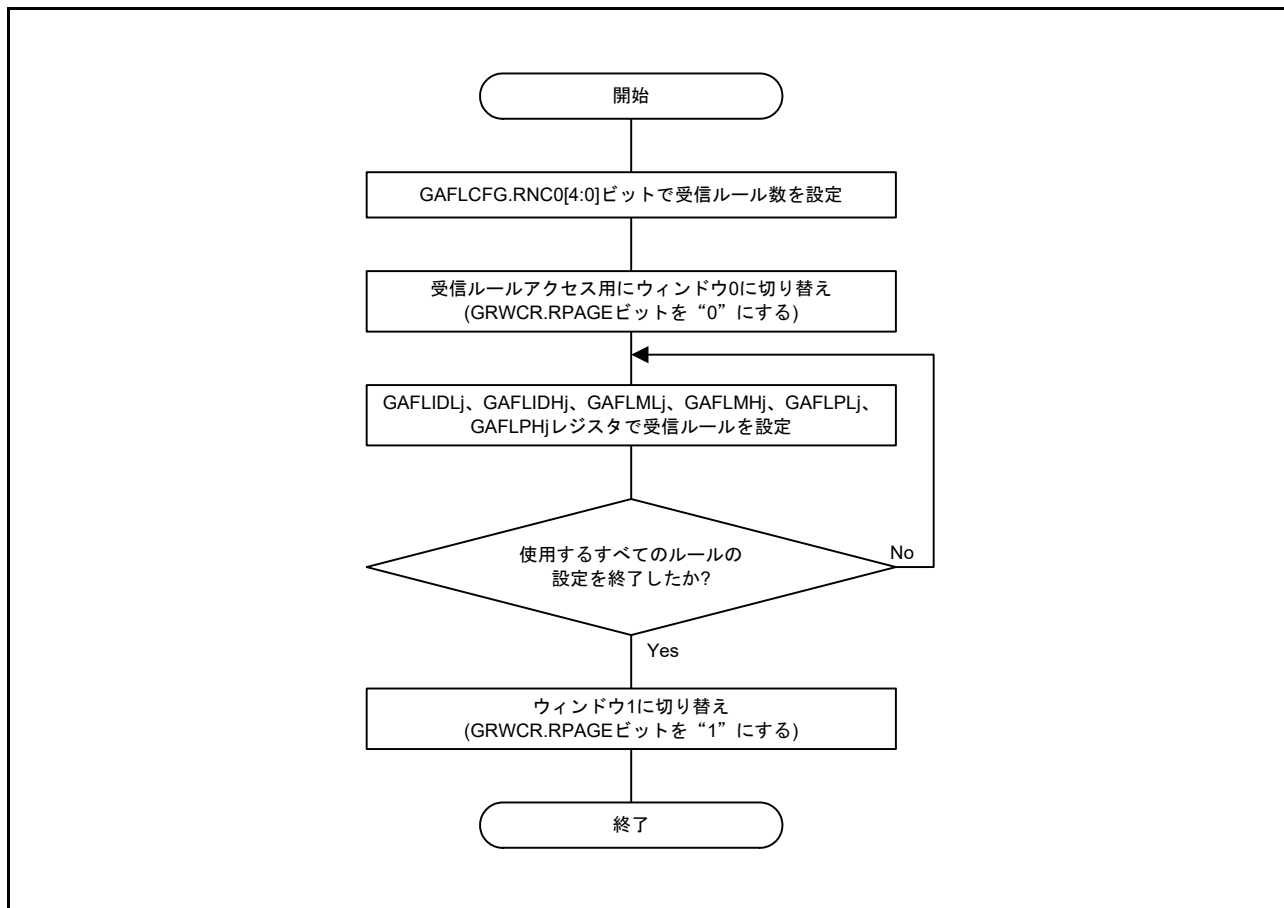 開始
GAFLCFG.RNC0[4:0]ビットで受信ルール数を設定
受信ルールアクセス用にウィンドウ0に切り替え
(GRWCR.RPAGEビットを“0”にする)
GAFLIDLj、GAFLIDHj、GAFLMLj、GAFLMHj、GAFLPLj、
GAFLPHjレジスタで受信ルールを設定
使用するすべてのルールの
設定を終了したか?
No
Yes
ウィンドウ1に切り替え
(GRWCR.RPAGEビットを“1”にする)
終了